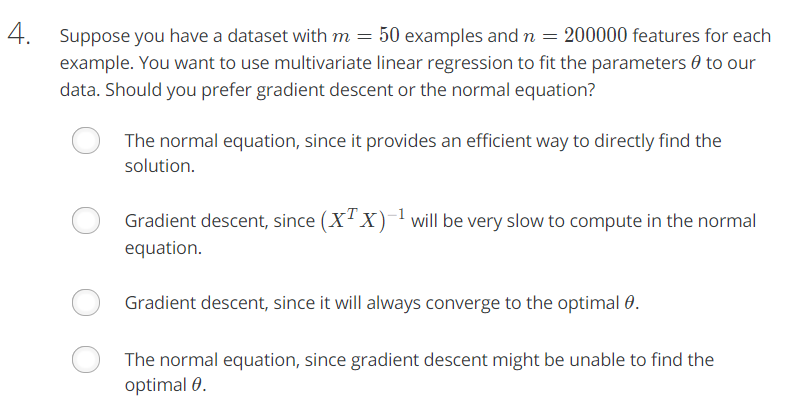 4. Suppose you have a dataset with m = 50 examples and n = 200000 features for each
example. You want to use multivariate linear regression to fit the parameters θ to our
data. Should you prefer gradient descent or the normal equation?
The normal equation, since it provides an efficient way to directly find the
solution.
Gradient descent, since (X^T X)^{-1} will be very slow to compute in the normal
equation.
Gradient descent, since it will always converge to the optimal θ.
The normal equation, since gradient descent might be unable to find the
optimal θ.